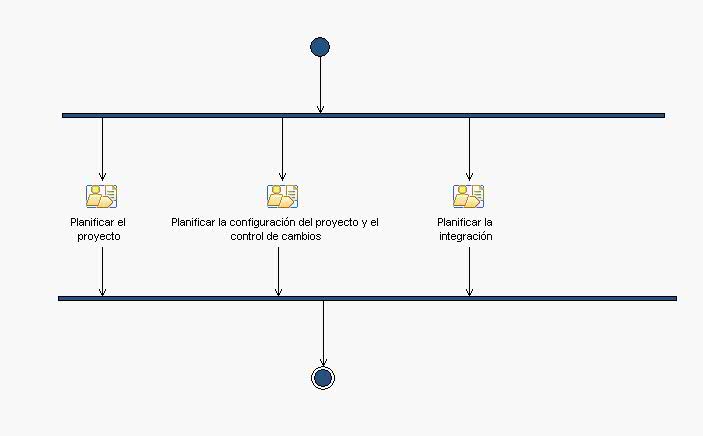 Planificar el
proyecto
Planificar la configuración del proyecto y el
control de cambios
Planificar la
integración